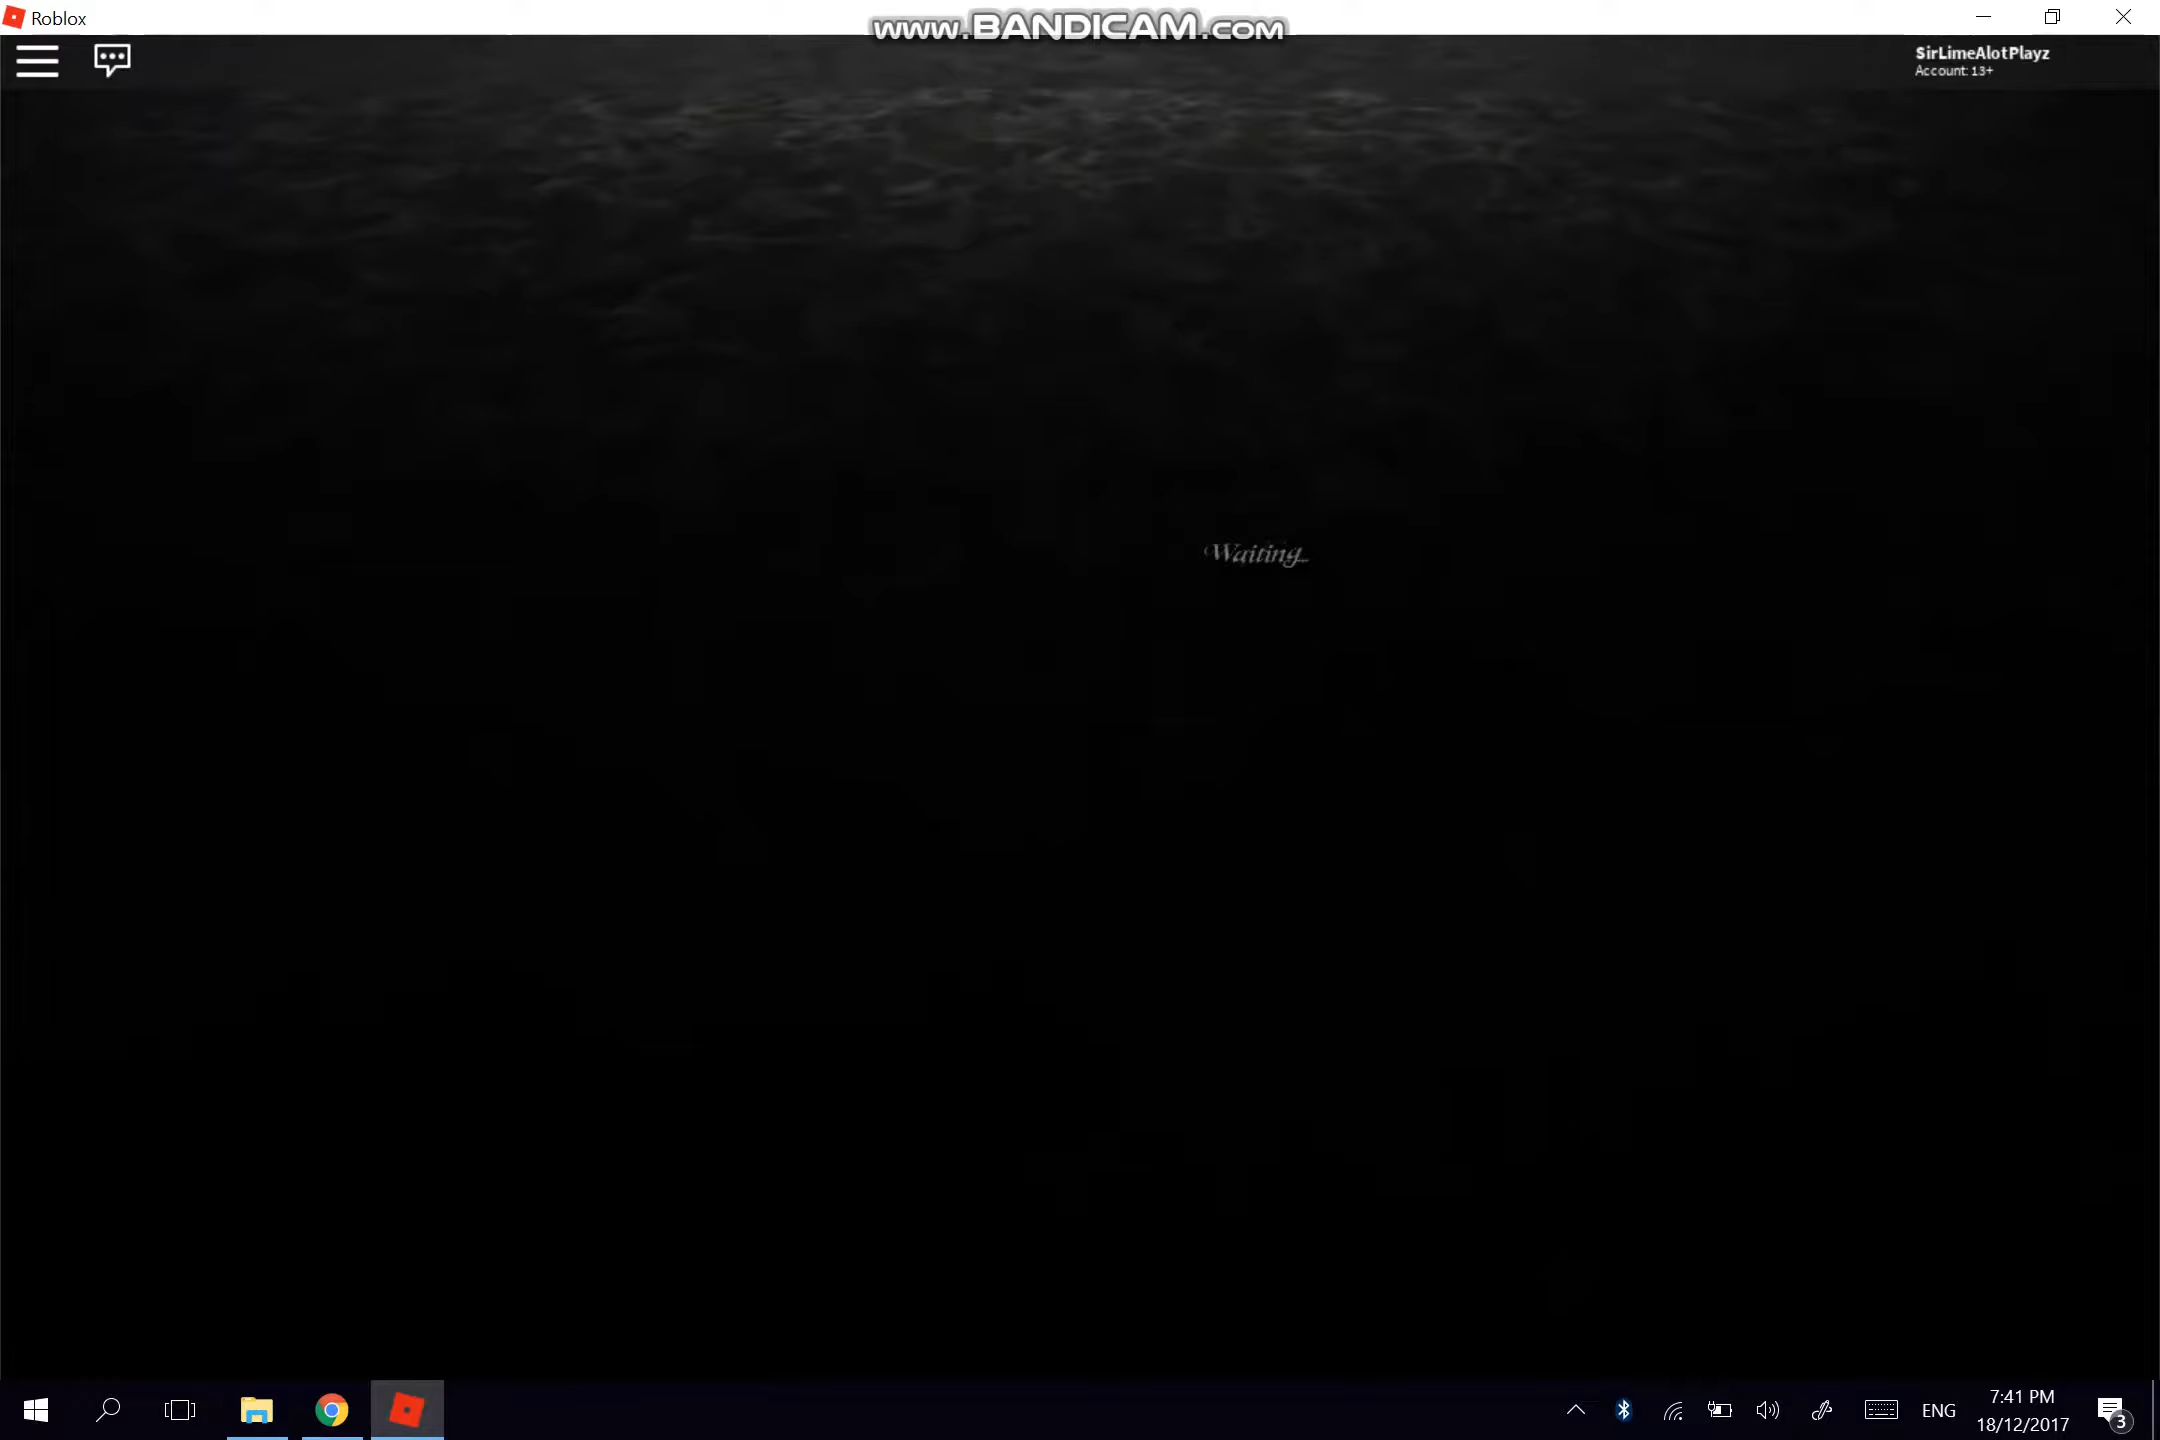 Roblox
www.BANDICAM.com
SirLimeAlotPlayz
Account: 13+
Waiting...
ENG
7:41 PM
18/12/2017
3